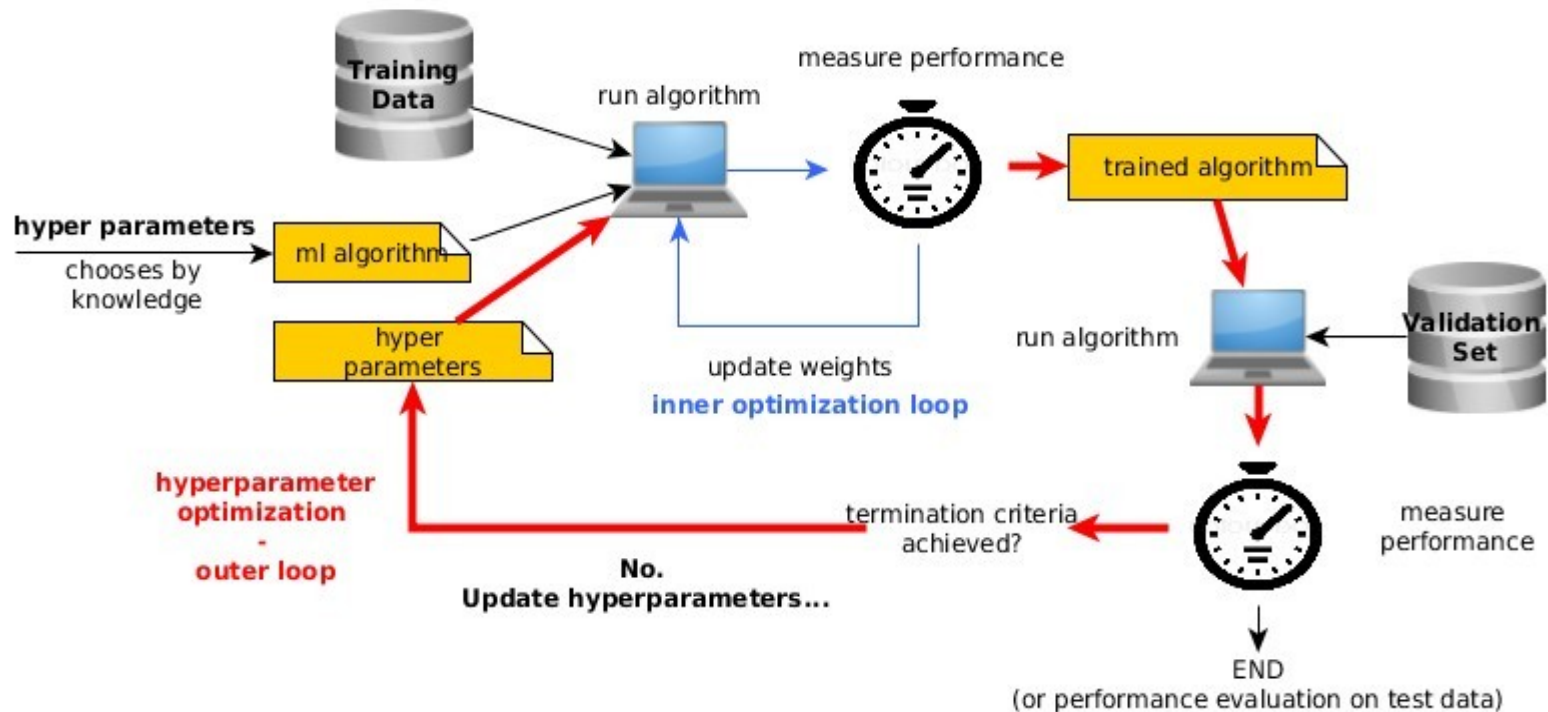 Training
Data
measure performance
run algorithm
trained algorithm
hyper parameters
chooses by
knowledge
ml algorithm
hyper
parameters
update weights
inner optimization loop
run algorithm
Validation
Set
hyperparameter
optimization
-
outer loop
termination criteria
achieved?
No.
Update hyperparameters...
measure
performance
END
(or performance evaluation on test data)